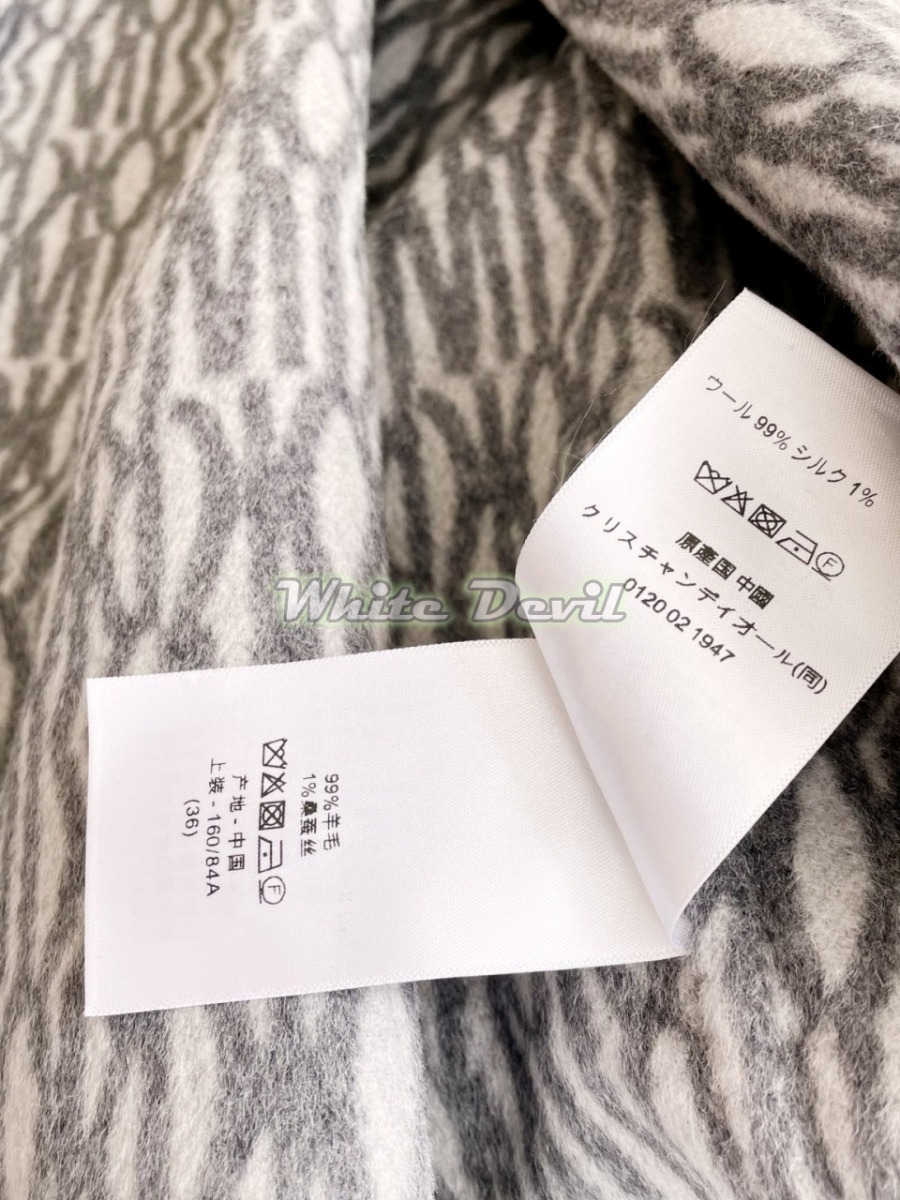 ウール 99% シルク 1%
F
原產国 中國
クリスチャンディオール(同)
0120 02 1947
White Devil
99%羊毛
1%桑蚕丝
F
产地-中国
上装-160/84A
(36)